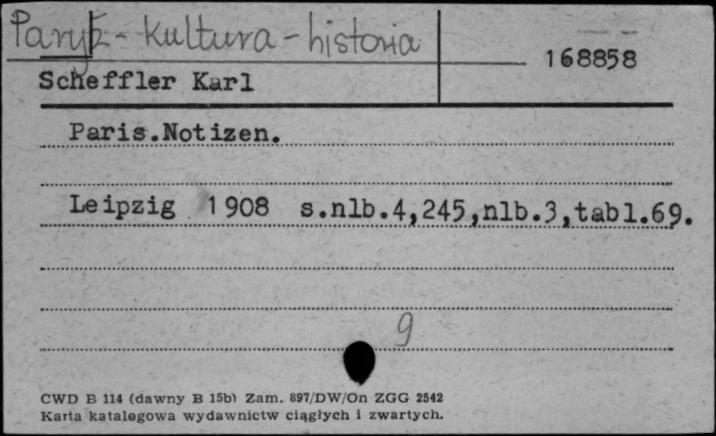 Paryż - kultura - historia
168858
Scheffler Karl
Paris.Notizen.
Leipzig 1908 s.nlb.4,245,nlb.3,tabl.69.
9
CWD B 114 (dawny B 15b) Zam. 897/DW/On ZGG 2542
Karta katalogowa wydawnictw ciągłych i zwartych.